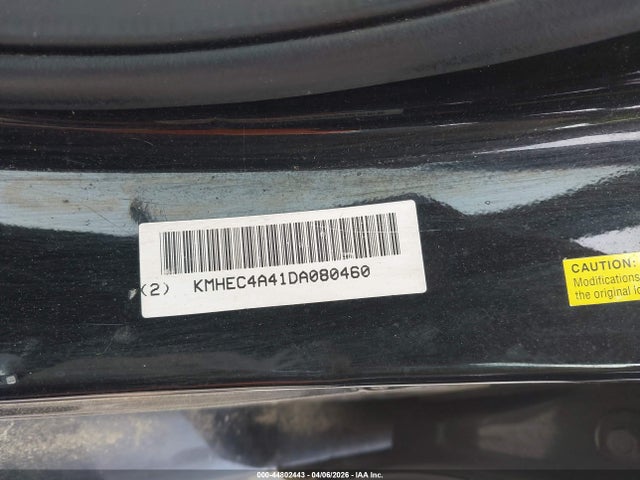 (2) KMHEC4A41DA080460
CAUTION:
Modifications
the original
000-44802443 - 04/06/2026 - IAA Inc.